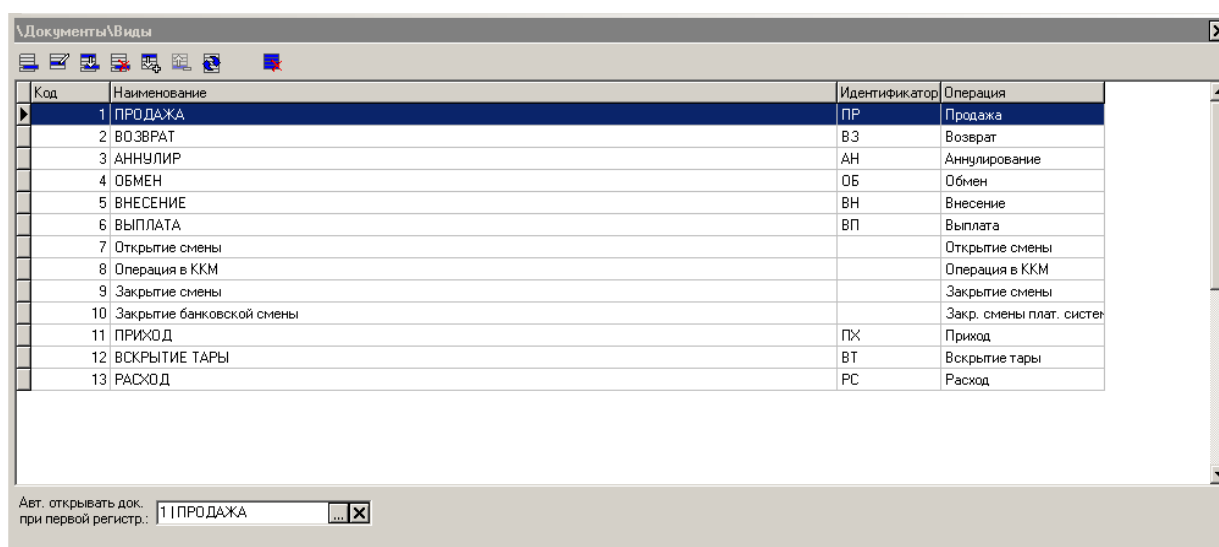 \Документы\Виды
Код Наименование Идентификатор Операция
1 ПРОДАЖА ПР Продажа
2 ВОЗВРАТ ВЗ Возврат
3 АННУЛИР АН Аннулирование
4 ОБМЕН ОБ Обмен
5 ВНЕСЕНИЕ ВН Внесение
6 ВЫПЛАТА ВП Выплата
7 Открытие смены Открытие смены
8 Операция в ККМ Операция в ККМ
9 Закрытие смены Закрытие смены
10 Закрытие банковской смены Закр. смены плат. систем
11 ПРИХОД ПХ Приход
12 ВСКРЫТИЕ ТАРЫ ВТ Вскрытие тары
13 РАСХОД РС Расход
Авт. открывать док.
при первой регистр.: 1 | ПРОДАЖА ...